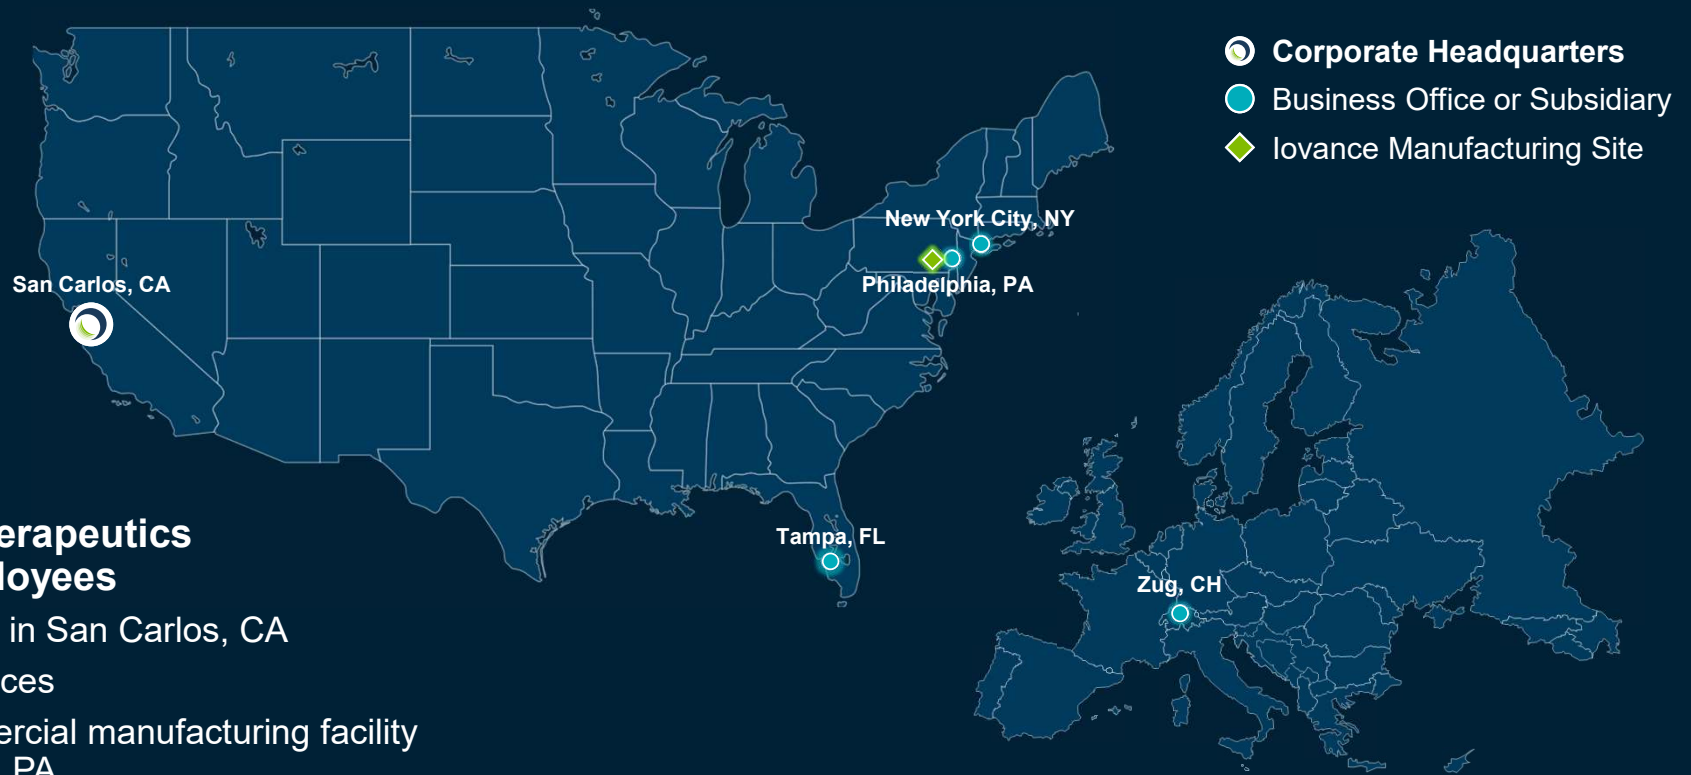 Corporate Headquarters
Business Office or Subsidiary
Iovance Manufacturing Site
New York City, NY
San Carlos, CA
Philadelphia, PA
Tampa, FL
Zug, CH
erapeutics
loyees
in San Carlos, CA
ces
ercial manufacturing facility
PA